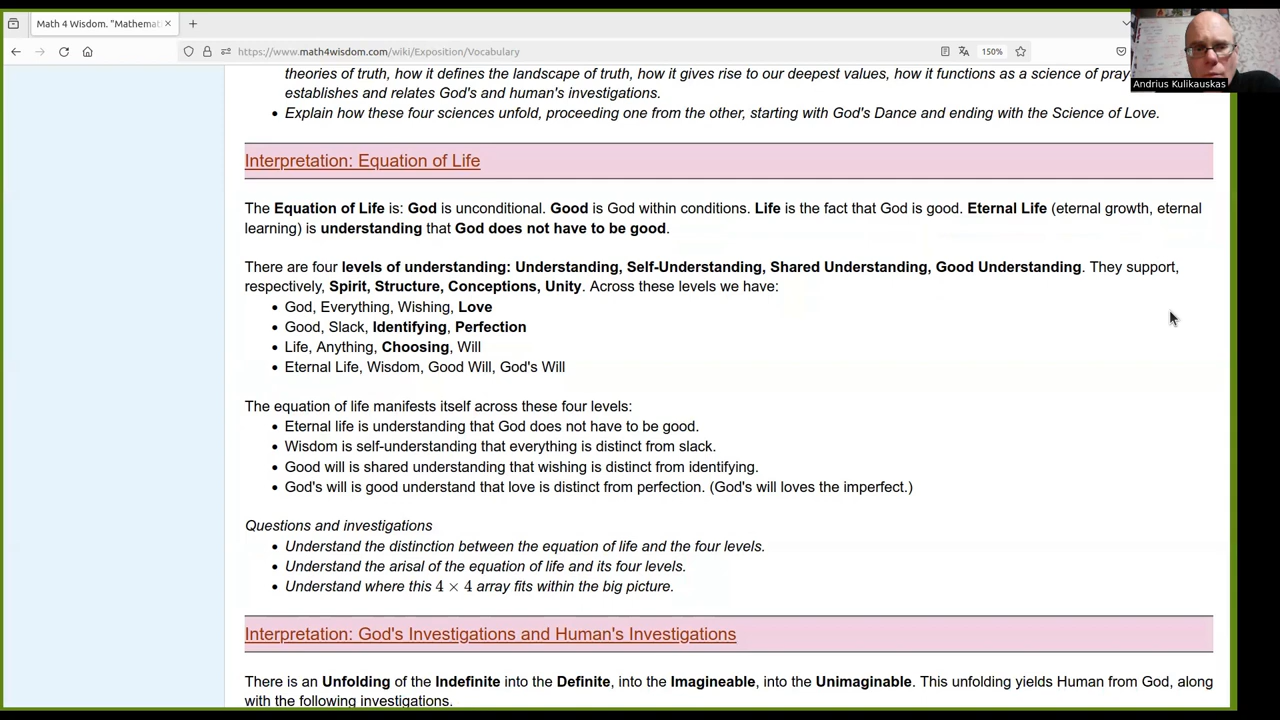 Math 4 Wisdom. "Mathemat
https://www.math4wisdom.com/wiki/Exposition/Vocabulary
150%
Andrius Kulikauskas
theories of truth, how it defines the landscape of truth, how it gives rise to our deepest values, how it functions as a science of pray
establishes and relates God's and human's investigations.
• Explain how these four sciences unfold, proceeding one from the other, starting with God's Dance and ending with the Science of Love.
Interpretation: Equation of Life
The Equation of Life is: God is unconditional. Good is God within conditions. Life is the fact that God is good. Eternal Life (eternal growth, eternal
learning) is understanding that God does not have to be good.
There are four levels of understanding: Understanding, Self-Understanding, Shared Understanding, Good Understanding. They support,
respectively, Spirit, Structure, Conceptions, Unity. Across these levels we have:
• God, Everything, Wishing, Love
• Good, Slack, Identifying, Perfection
• Life, Anything, Choosing, Will
• Eternal Life, Wisdom, Good Will, God's Will
The equation of life manifests itself across these four levels:
• Eternal life is understanding that God does not have to be good.
• Wisdom is self-understanding that everything is distinct from slack.
• Good will is shared understanding that wishing is distinct from identifying.
• God's will is good understand that love is distinct from perfection. (God's will loves the imperfect.)
Questions and investigations
• Understand the distinction between the equation of life and the four levels.
• Understand the arisal of the equation of life and its four levels.
• Understand where this 4 × 4 array fits within the big picture.
Interpretation: God's Investigations and Human's Investigations
There is an Unfolding of the Indefinite into the Definite, into the Imagineable, into the Unimaginable. This unfolding yields Human from God, along
with the following investigations.